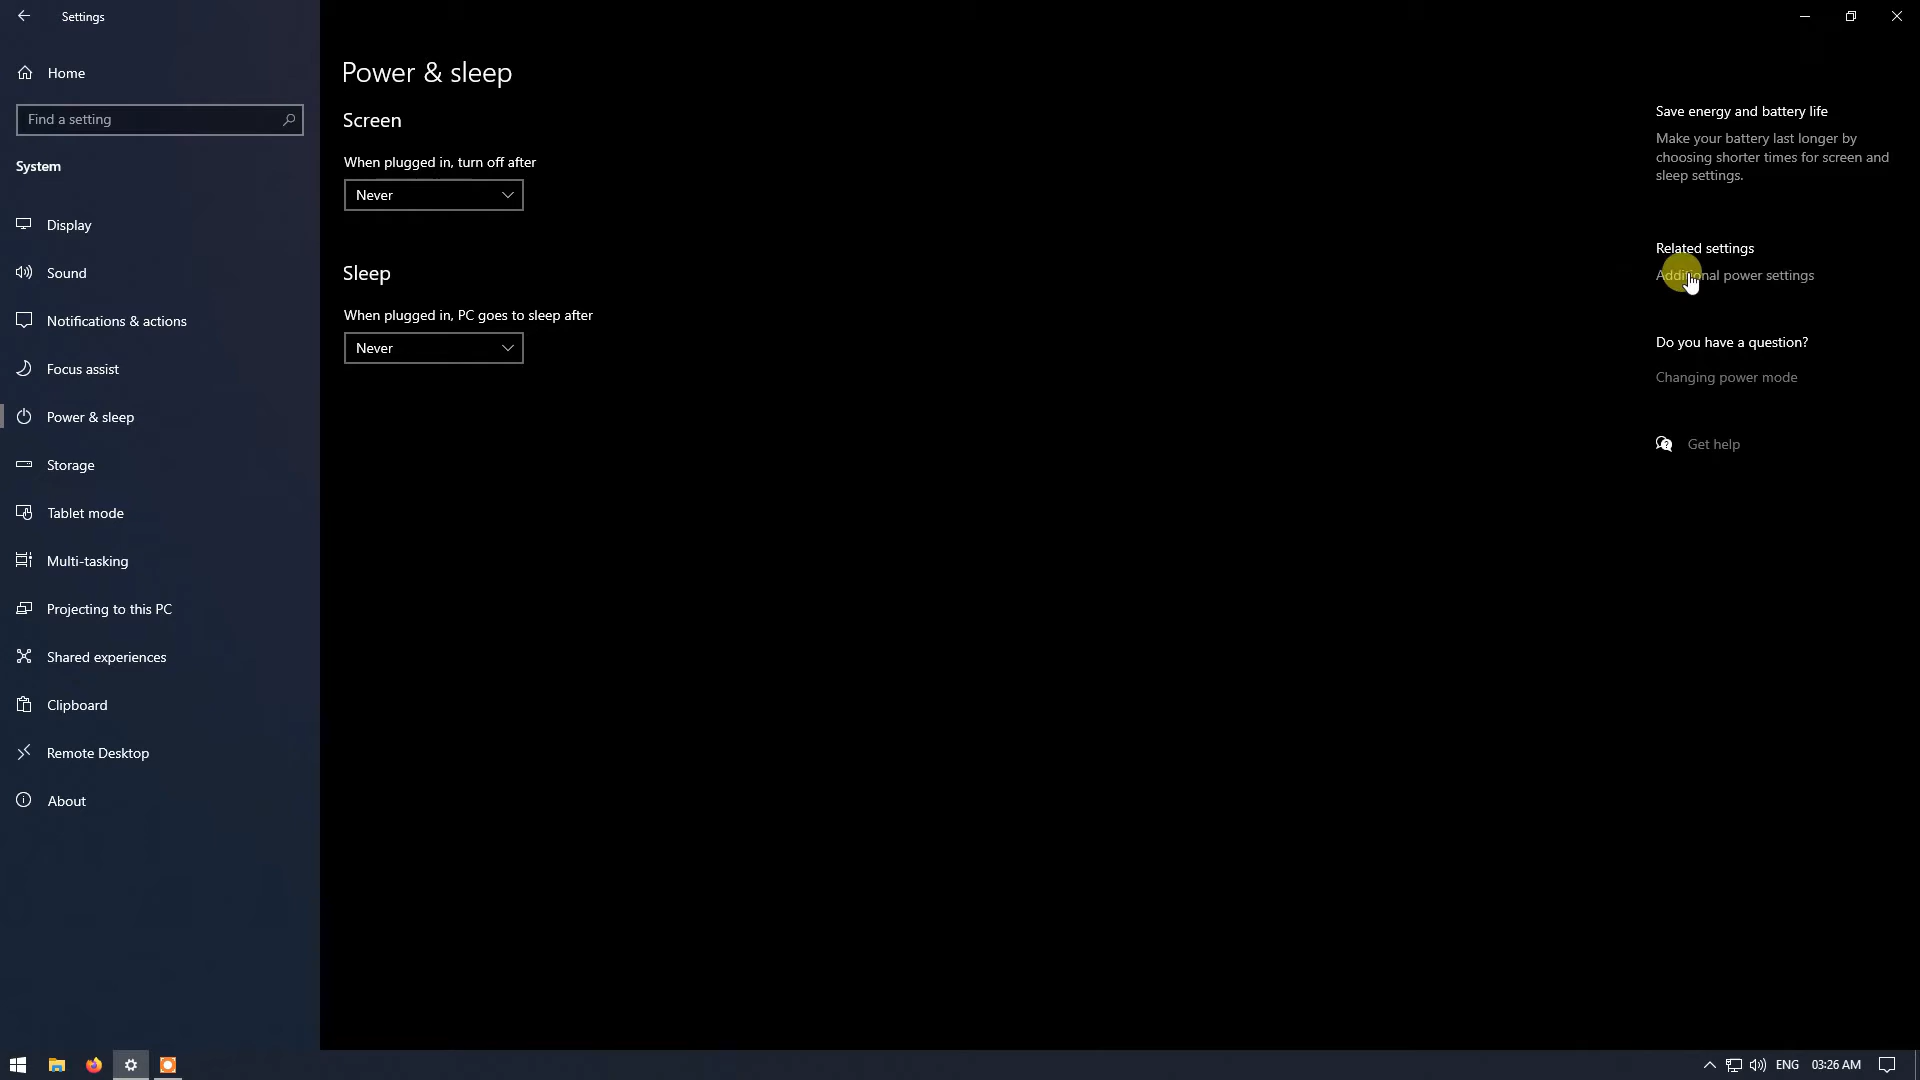 Settings
Home
Find a setting
System
Display
Sound
Notifications & actions
Focus assist
Power & sleep
Storage
Tablet mode
Multi-tasking
Projecting to this PC
Shared experiences
Clipboard
Remote Desktop
About
Power & sleep
Screen
When plugged in, turn off after
Never
Sleep
When plugged in, PC goes to sleep after
Never
Save energy and battery life
Make your battery last longer by
choosing shorter times for screen and
sleep settings.
Related settings
Additional power settings
Do you have a question?
Changing power mode
Get help
ENG
03:26 AM